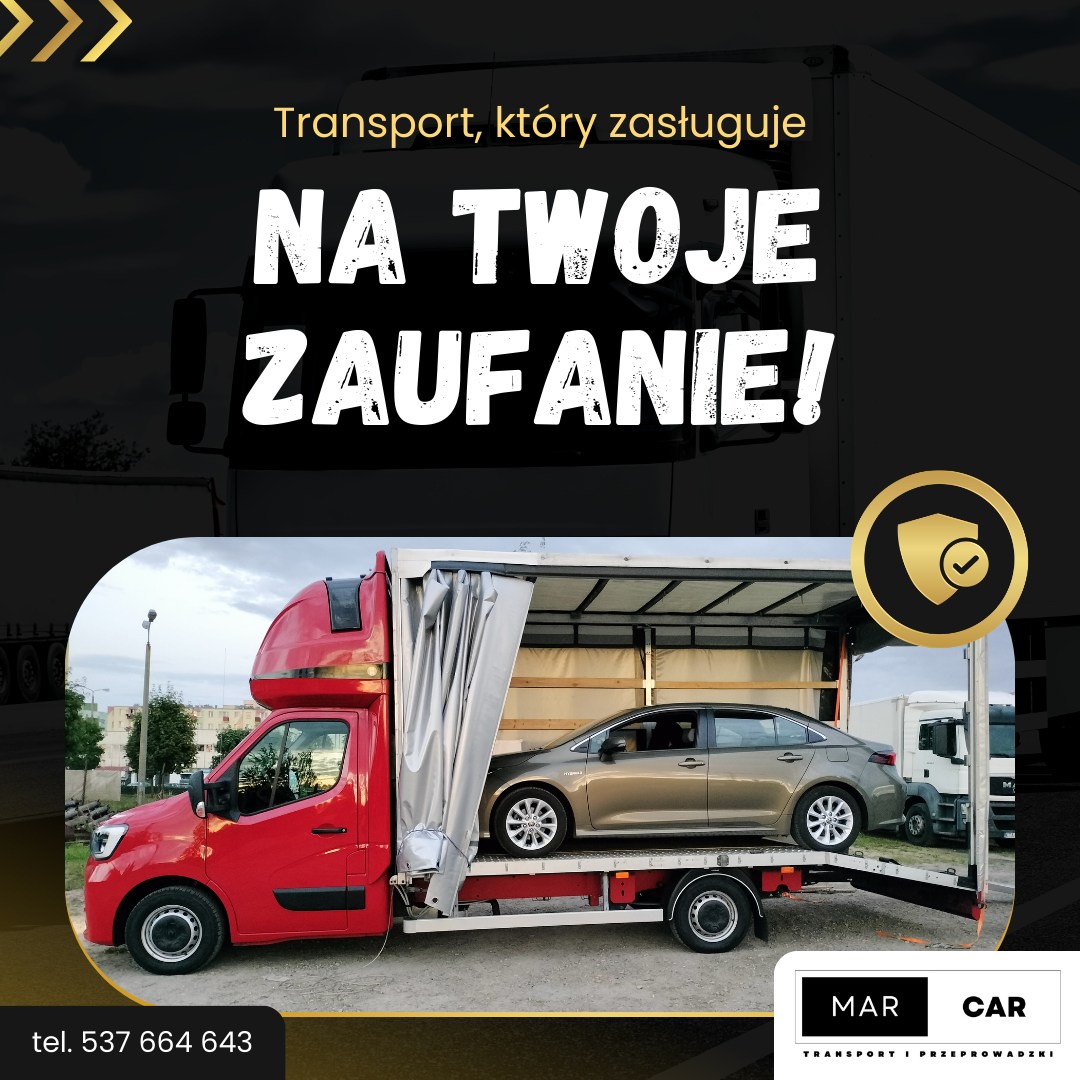 Transport, który zasługuje
NA TWOJE
ZAUFANIE!
tel. 537 664 643
MAR CAR
TRANSPORT I PRZEPROWADZKI